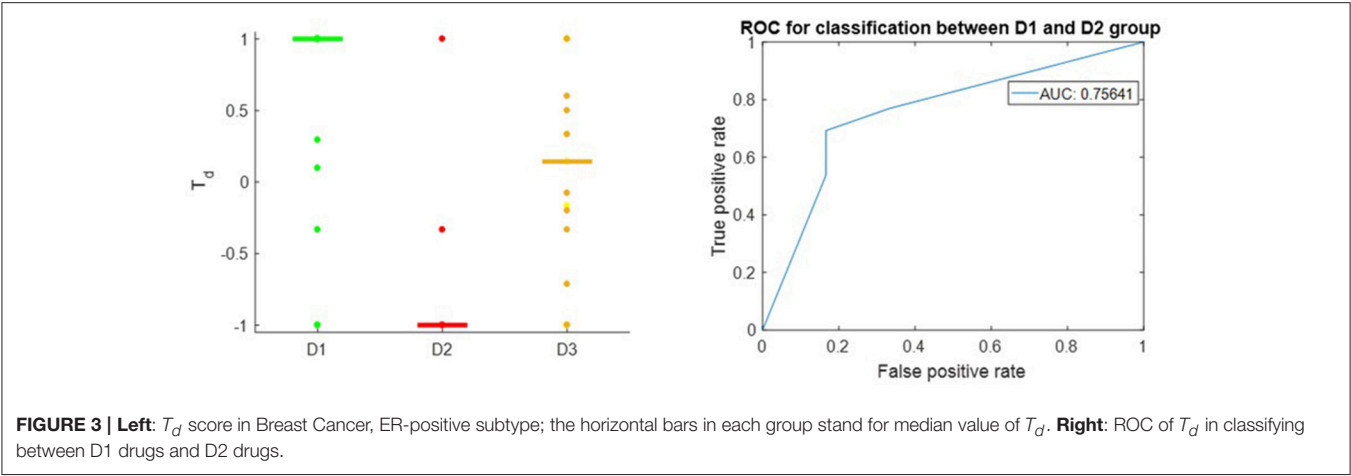 1
0.5
0
-0.5
-1
T_d
D1
D2
D3
ROC for classification between D1 and D2 group
1
0.8
0.6
0.4
0.2
0
True positive rate
AUC: 0.75641
0
0.2
0.4
0.6
0.8
1
False positive rate
FIGURE 3 | Left: T_d score in Breast Cancer, ER-positive subtype; the horizontal bars in each group stand for median value of T_d. Right: ROC of T_d in classifying
between D1 drugs and D2 drugs.